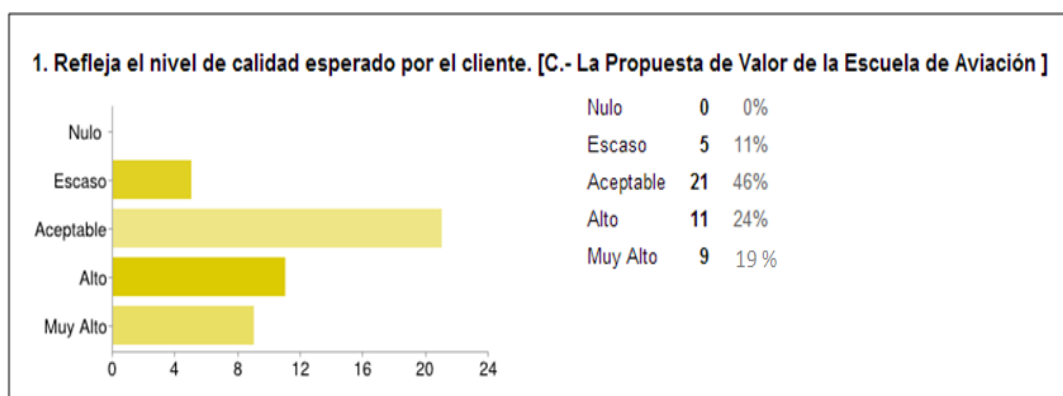 1. Refleja el nivel de calidad esperado por el cliente. [C.- La Propuesta de Valor de la Escuela de Aviación ]
Nulo
Escaso
Aceptable
Alto
Muy Alto
0 4 8 12 16 20 24
Nulo 0 0%
Escaso 5 11%
Aceptable 21 46%
Alto 11 24%
Muy Alto 9 19 %